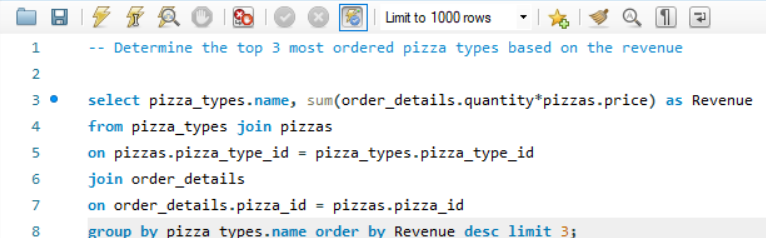 Limit to 1000 rows
1 -- Determine the top 3 most ordered pizza types based on the revenue
2
3 select pizza_types.name, sum(order_details.quantity*pizzas.price) as Revenue
4 from pizza_types join pizzas
5 on pizzas.pizza_type_id = pizza_types.pizza_type_id
6 join order_details
7 on order_details.pizza_id = pizzas.pizza_id
8 group by pizza_types.name order by Revenue desc limit 3;